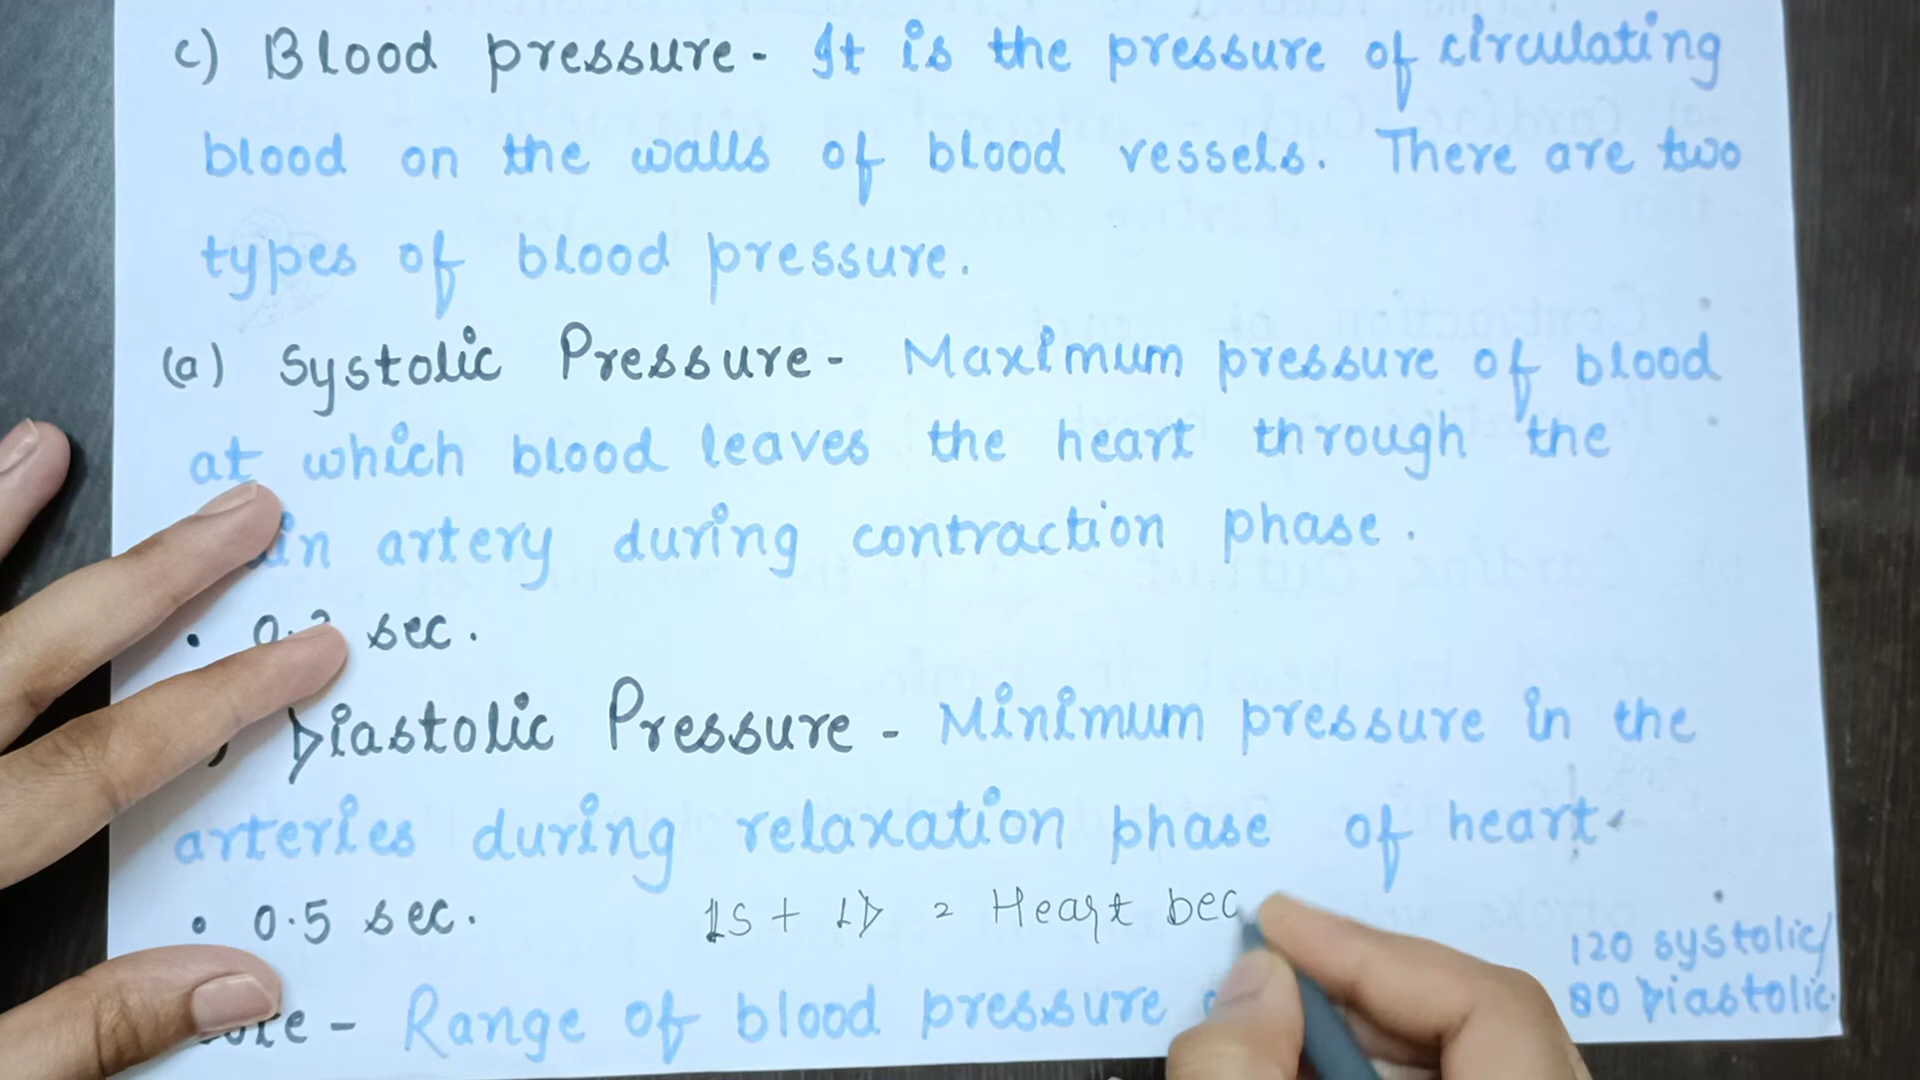 c) Blood pressure - It is the pressure of circulating
blood on the walls of blood vessels. There are two
types of blood pressure.
(a) Systolic Pressure - Maximum pressure of blood
at which blood leaves the heart through the
artery during contraction phase.
• sec.
Diastolic Pressure - Minimum pressure in the
arteries during relaxation phase of heart.
• 0.5 sec.
1S + 1D = Heart bea
120 systolic/
80 Diastolic.
- Range of blood pressure